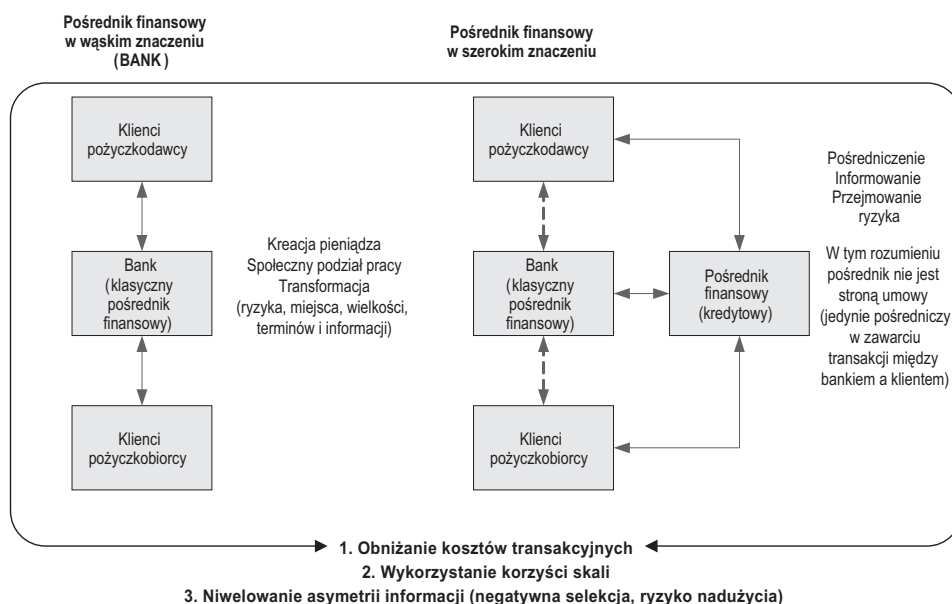 Pośrednik finansowy
w wąskim znaczeniu
(BANK )
Pośrednik finansowy
w szerokim znaczeniu
Klienci
pożyczkodawcy
Bank
(klasyczny
pośrednik
finansowy)
Klienci
pożyczkobiorcy
Kreacja pieniądza
Społeczny podział pracy
Transformacja
(ryzyka, miejsca, wielkości,
terminów i informacji)
Klienci
pożyczkodawcy
Bank
(klasyczny
pośrednik
finansowy)
Klienci
pożyczkobiorcy
Pośrednik
finansowy
(kredytowy)
Pośredniczenie
Informowanie
Przejmowanie
ryzyka
W tym rozumieniu
pośrednik nie jest
stroną umowy
(jedynie pośredniczy
w zawarciu
transakcji między
bankiem a klientem)
1. Obniżanie kosztów transakcyjnych
2. Wykorzystanie korzyści skali
3. Niwelowanie asymetrii informacji (negatywna selekcja, ryzyko nadużycia)